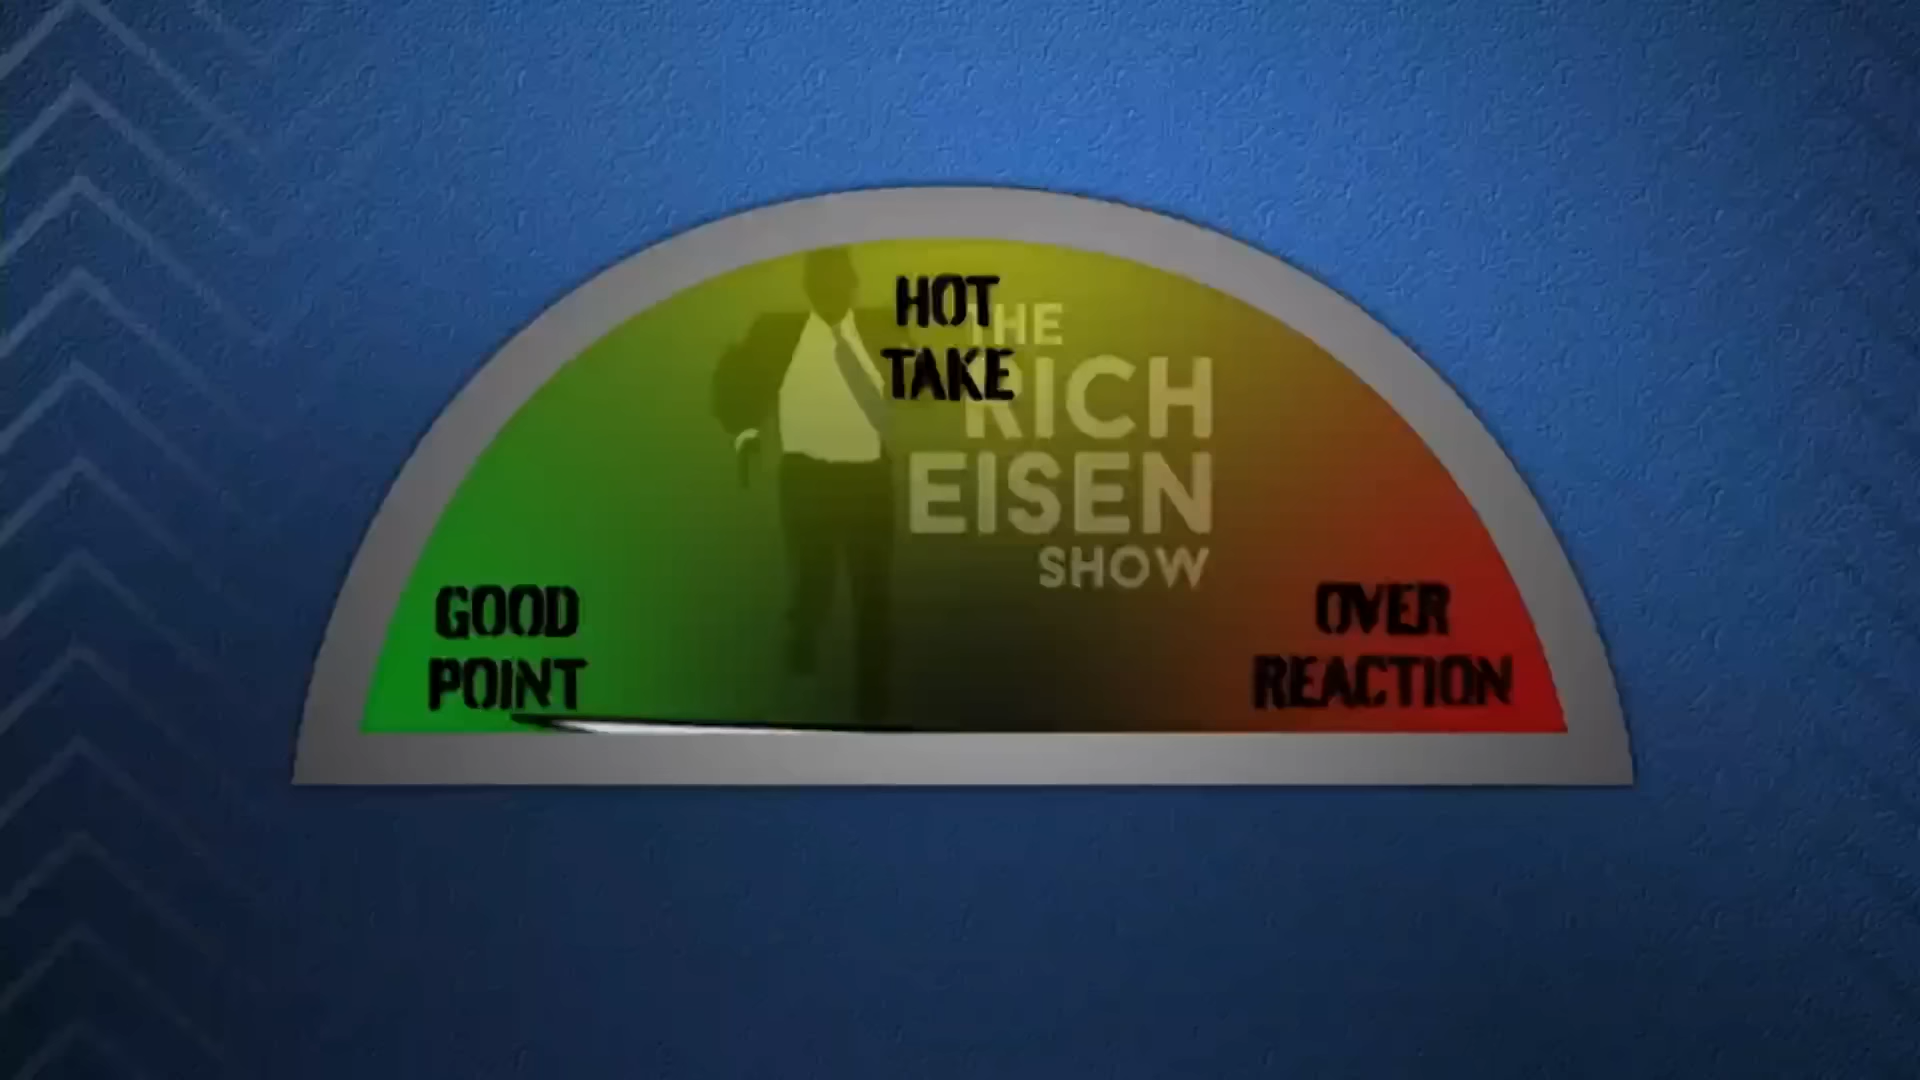 HOT
TAKE
THE
RICH
EISEN
SHOW
GOOD
POINT
OVER
REACTION